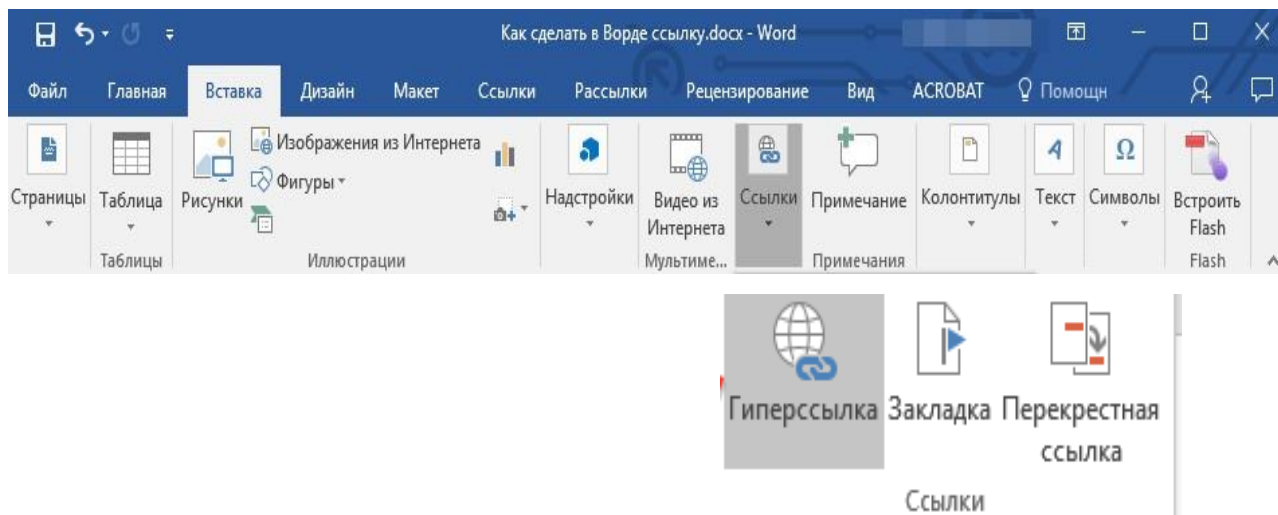 Как сделать в Ворде ссылку.docx - Word
Файл Главная Вставка Дизайн Макет Ссылки Рассылки Рецензирование Вид ACROBAT Помощн
Изображения из Интернета
Фигуры
Страницы Таблица Рисунки Надстройки Видео из Интернета Ссылки Примечание Колонтитулы Текст Символы Встроить Flash
Таблицы Иллюстрации Мультиме... Примечания Flash
Гиперссылка Закладка Перекрестная
ссылка
Ссылки